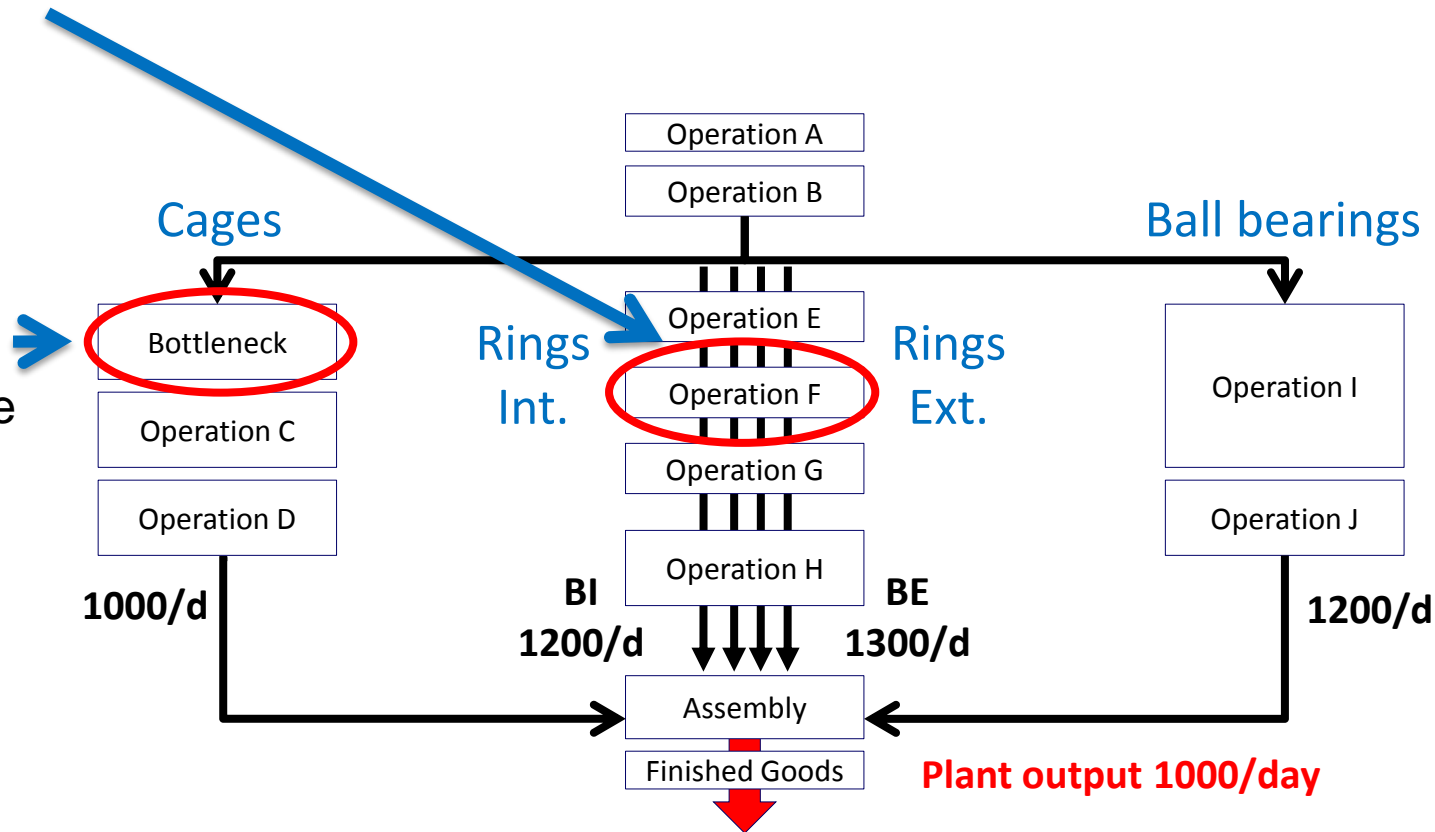 Operation A
Operation B
Cages
Ball bearings
Bottleneck
e
Operation C
Operation D
1000/d
Rings
Int.
Operation E
Operation F
Operation G
Operation H
Rings
Ext.
BI
1200/d
BE
1300/d
Operation I
Operation J
1200/d
Assembly
Finished Goods
Plant output 1000/day